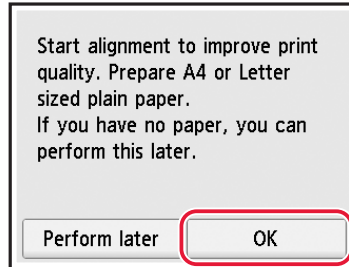 Start alignment to improve print
quality. Prepare A4 or Letter
sized plain paper.
If you have no paper, you can
perform this later.
Perform later
OK